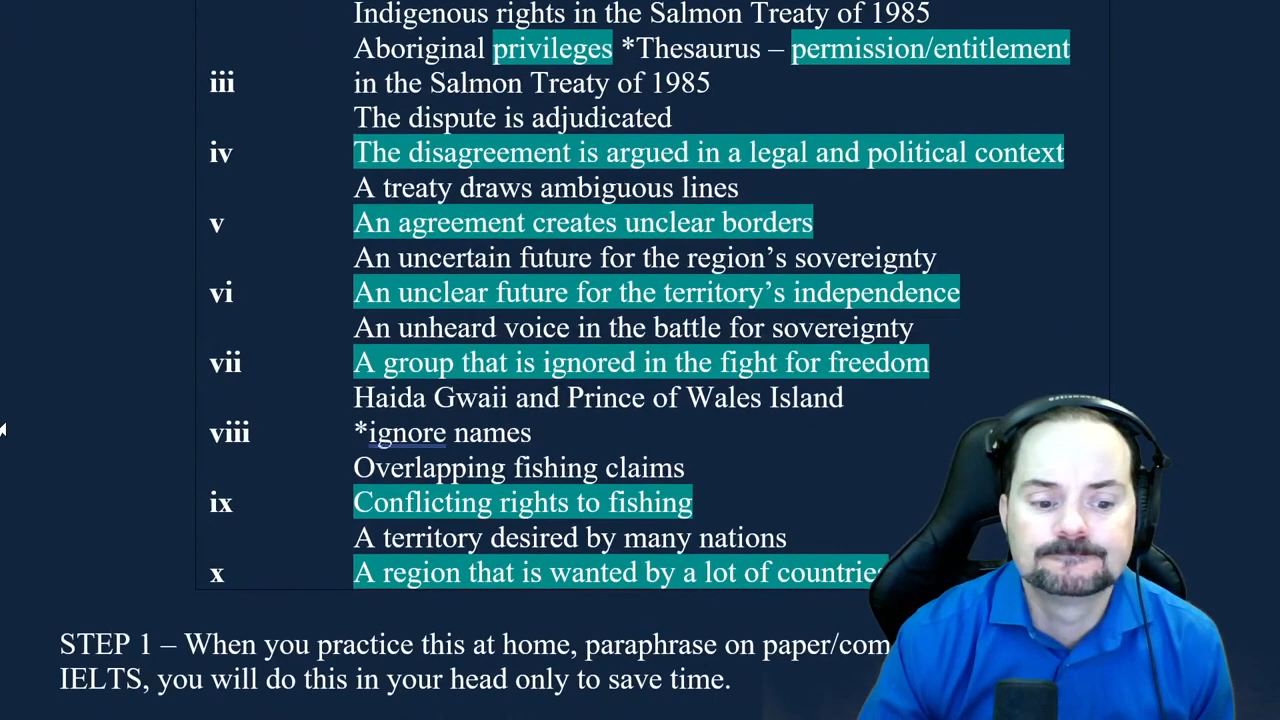 Indigenous rights in the Salmon Treaty of 1985
Aboriginal privileges *Thesaurus – permission/entitlement
iii in the Salmon Treaty of 1985
The dispute is adjudicated
iv The disagreement is argued in a legal and political context
A treaty draws ambiguous lines
v An agreement creates unclear borders
An uncertain future for the region’s sovereignty
vi An unclear future for the territory’s independence
An unheard voice in the battle for sovereignty
vii A group that is ignored in the fight for freedom
Haida Gwaii and Prince of Wales Island
viii *ignore names
Overlapping fishing claims
ix Conflicting rights to fishing
A territory desired by many nations
x A region that is wanted by a lot of countries
STEP 1 – When you practice this at home, paraphrase on paper/com
IELTS, you will do this in your head only to save time.